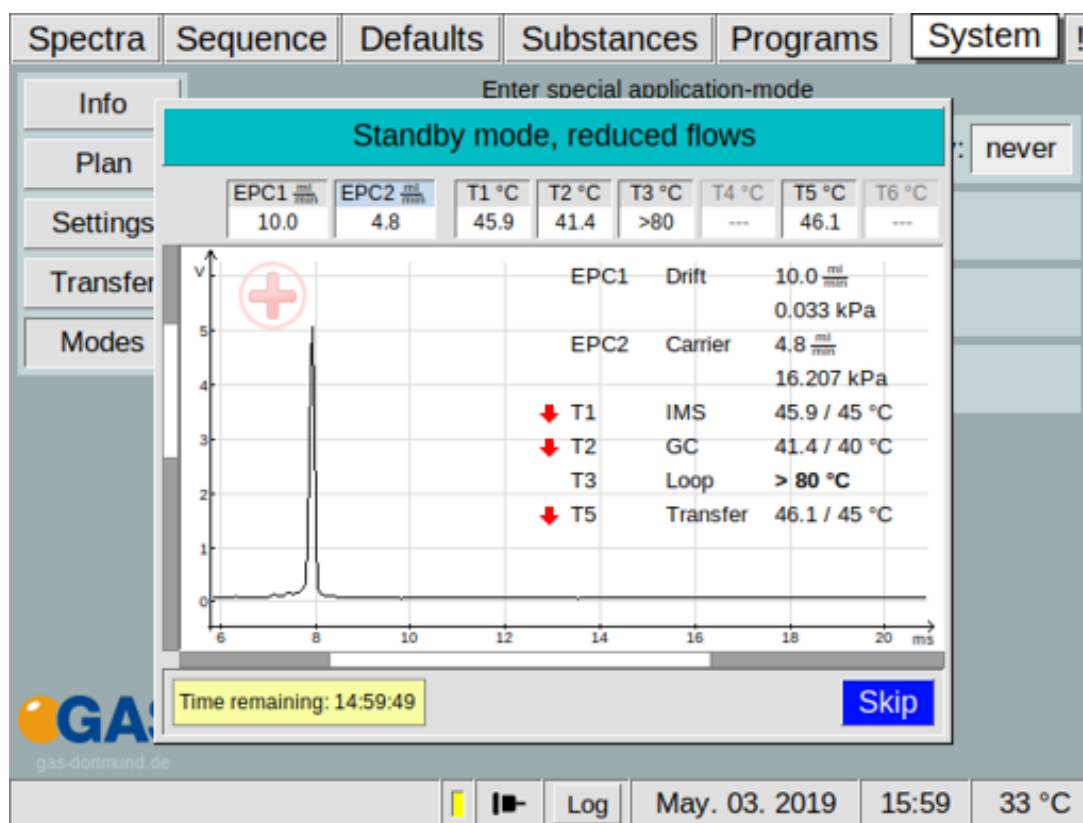 Spectra Sequence Defaults Substances Programs System !
Info
Enter special application-mode
Standby mode, reduced flows
Plan
: never
EPC1 ml/min EPC2 ml/min T1 °C T2 °C T3 °C T4 °C T5 °C T6 °C
10.0 4.8 45.9 41.4 >80 --- 46.1 ---
Settings
Transfer
Modes
V
EPC1 Drift 10.0 ml/min
0.033 kPa
EPC2 Carrier 4.8 ml/min
16.207 kPa
T1 IMS 45.9 / 45 °C
T2 GC 41.4 / 40 °C
T3 Loop > 80 °C
T5 Transfer 46.1 / 45 °C
5
4
3
2
1
0
6 8 10 12 14 16 18 20 ms
Time remaining: 14:59:49
Skip
GAS
gas-dortmund.de
Log May. 03. 2019 15:59 33 °C